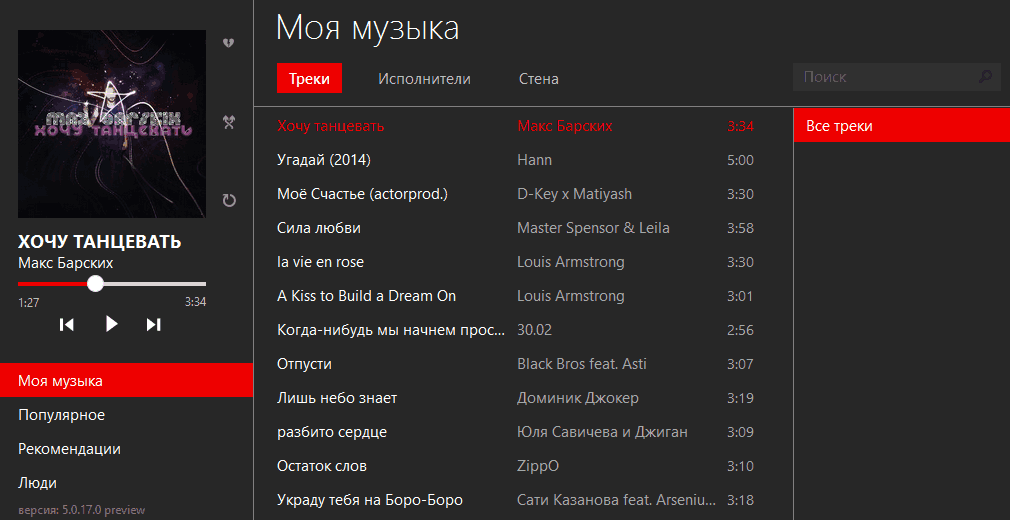 МАКС БАРСКИХ
ХОЧУ ТАНЦЕВАТЬ
ХОЧУ ТАНЦЕВАТЬ
Макс Барских
1:27 3:34
Моя музыка
Популярное
Рекомендации
Люди
версия: 5.0.17.0 preview
Моя музыка
Треки Исполнители Стена Поиск
Хочу танцевать Макс Барских 3:34
Угадай (2014) Hann 5:00
Моё Счастье (actorprod.) D-Key x Matiyash 3:30
Сила любви Master Spensor & Leila 3:58
la vie en rose Louis Armstrong 3:30
A Kiss to Build a Dream On Louis Armstrong 3:01
Когда-нибудь мы начнем прос... 30.02 2:56
Отпусти Black Bros feat. Asti 3:07
Лишь небо знает Доминик Джокер 3:19
разбито сердце Юля Савичева и Джиган 3:09
Остаток слов ZippO 3:10
Украду тебя на Боро-Боро Сати Казанова feat. Arseniu... 3:18
Все треки